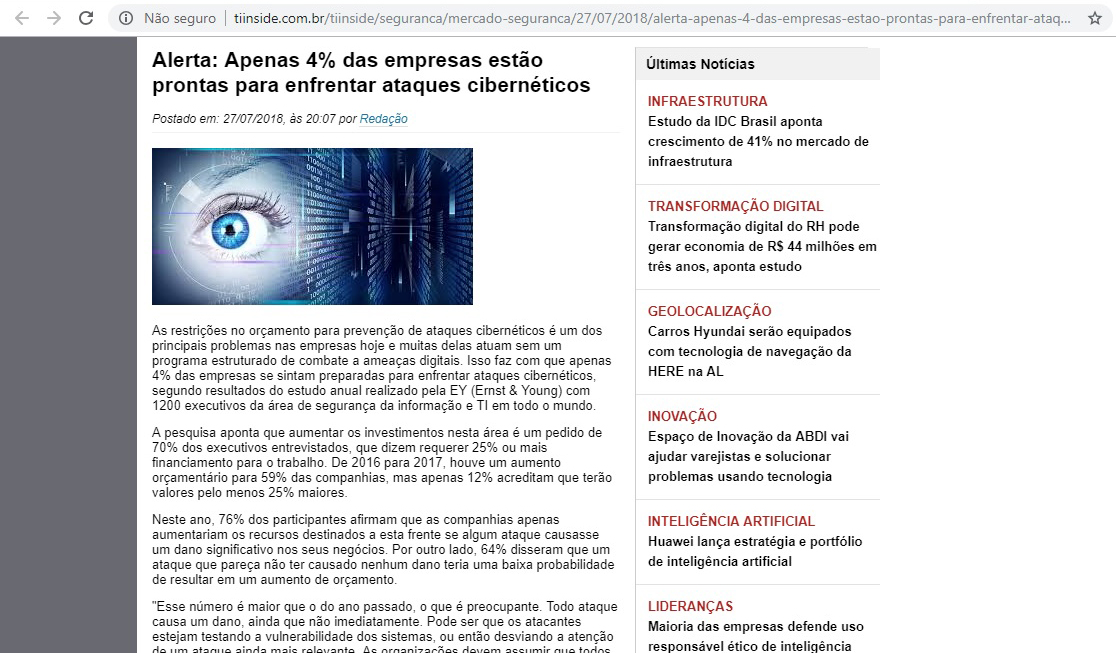 Não seguro
tiinside.com.br/tiinside/seguranca/mercado-seguranca/27/07/2018/alerta-apenas-4-das-empresas-estao-prontas-para-enfrentar-ataq...
Alerta: Apenas 4% das empresas estão
prontas para enfrentar ataques cibernéticos
Postado em: 27/07/2018, às 20:07 por Redação
As restrições no orçamento para prevenção de ataques cibernéticos é um dos
principais problemas nas empresas hoje e muitas delas atuam sem um
programa estruturado de combate a ameaças digitais. Isso faz com que apenas
4% das empresas se sintam preparadas para enfrentar ataques cibernéticos,
segundo resultados do estudo anual realizado pela EY (Ernst & Young) com
1200 executivos da área de segurança da informação e TI em todo o mundo.
A pesquisa aponta que aumentar os investimentos nesta área é um pedido de
70% dos executivos entrevistados, que dizem requerer 25% ou mais
financiamento para o trabalho. De 2016 para 2017, houve um aumento
orçamentário para 59% das companhias, mas apenas 12% acreditam que terão
valores pelo menos 25% maiores.
Neste ano, 76% dos participantes afirmam que as companhias apenas
aumentariam os recursos destinados a esta frente se algum ataque causasse
um dano significativo nos seus negócios. Por outro lado, 64% disseram que um
ataque que pareça não ter causado nenhum dano teria uma baixa probabilidade
de resultar em um aumento de orçamento.
"Esse número é maior que o do ano passado, o que é preocupante. Todo ataque
causa um dano, ainda que não imediatamente. Pode ser que os atacantes
estejam testando a vulnerabilidade dos sistemas, ou então desviando a atenção
de um ataque ainda mais relevante. As organizações devem assumir que todos
Últimas Notícias
INFRAESTRUTURA
Estudo da IDC Brasil aponta
crescimento de 41% no mercado de
infraestrutura
TRANSFORMAÇÃO DIGITAL
Transformação digital do RH pode
gerar economia de R$ 44 milhões em
três anos, aponta estudo
GEOLOCALIZAÇÃO
Carros Hyundai serão equipados
com tecnologia de navegação da
HERE na AL
INOVAÇÃO
Espaço de Inovação da ABDI vai
ajudar varejistas e solucionar
problemas usando tecnologia
INTELIGÊNCIA ARTIFICIAL
Huawei lança estratégia e portfólio
de inteligência artificial
LIDERANÇAS
Maioria das empresas defende uso
responsável ético de inteligência